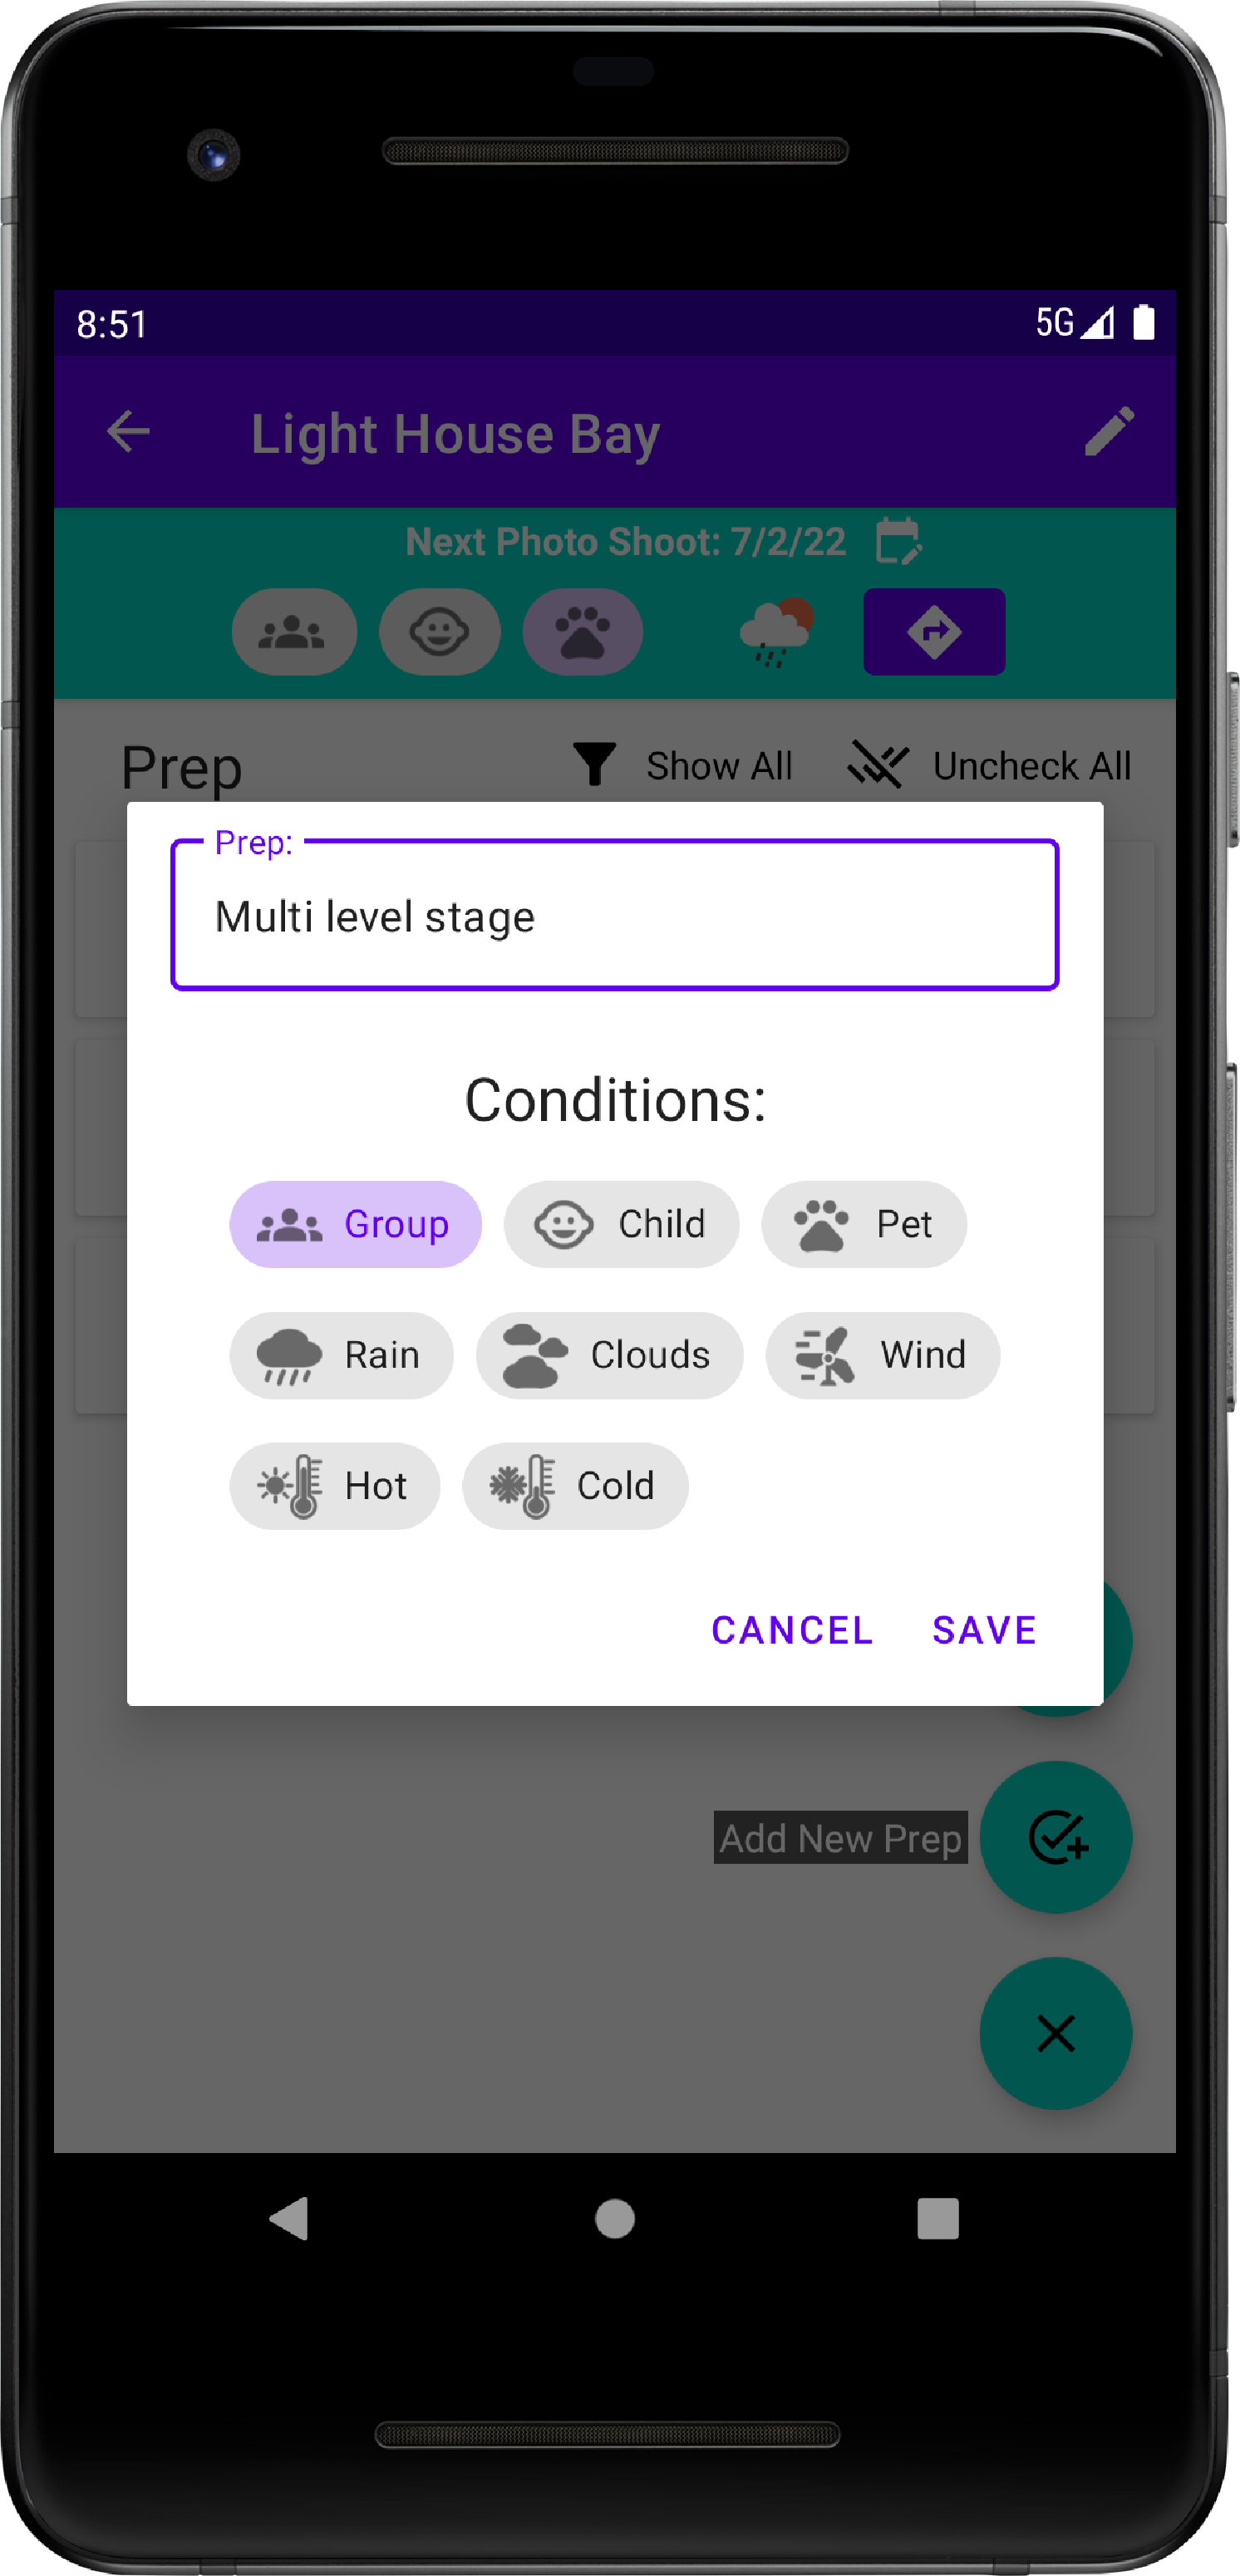 8:51 5G
Light House Bay
Next Photo Shoot: 7/2/22
Prep Show All Uncheck All
Prep:
Multi level stage
Conditions:
Group Child Pet
Rain Clouds Wind
Hot Cold
CANCEL SAVE
Add New Prep